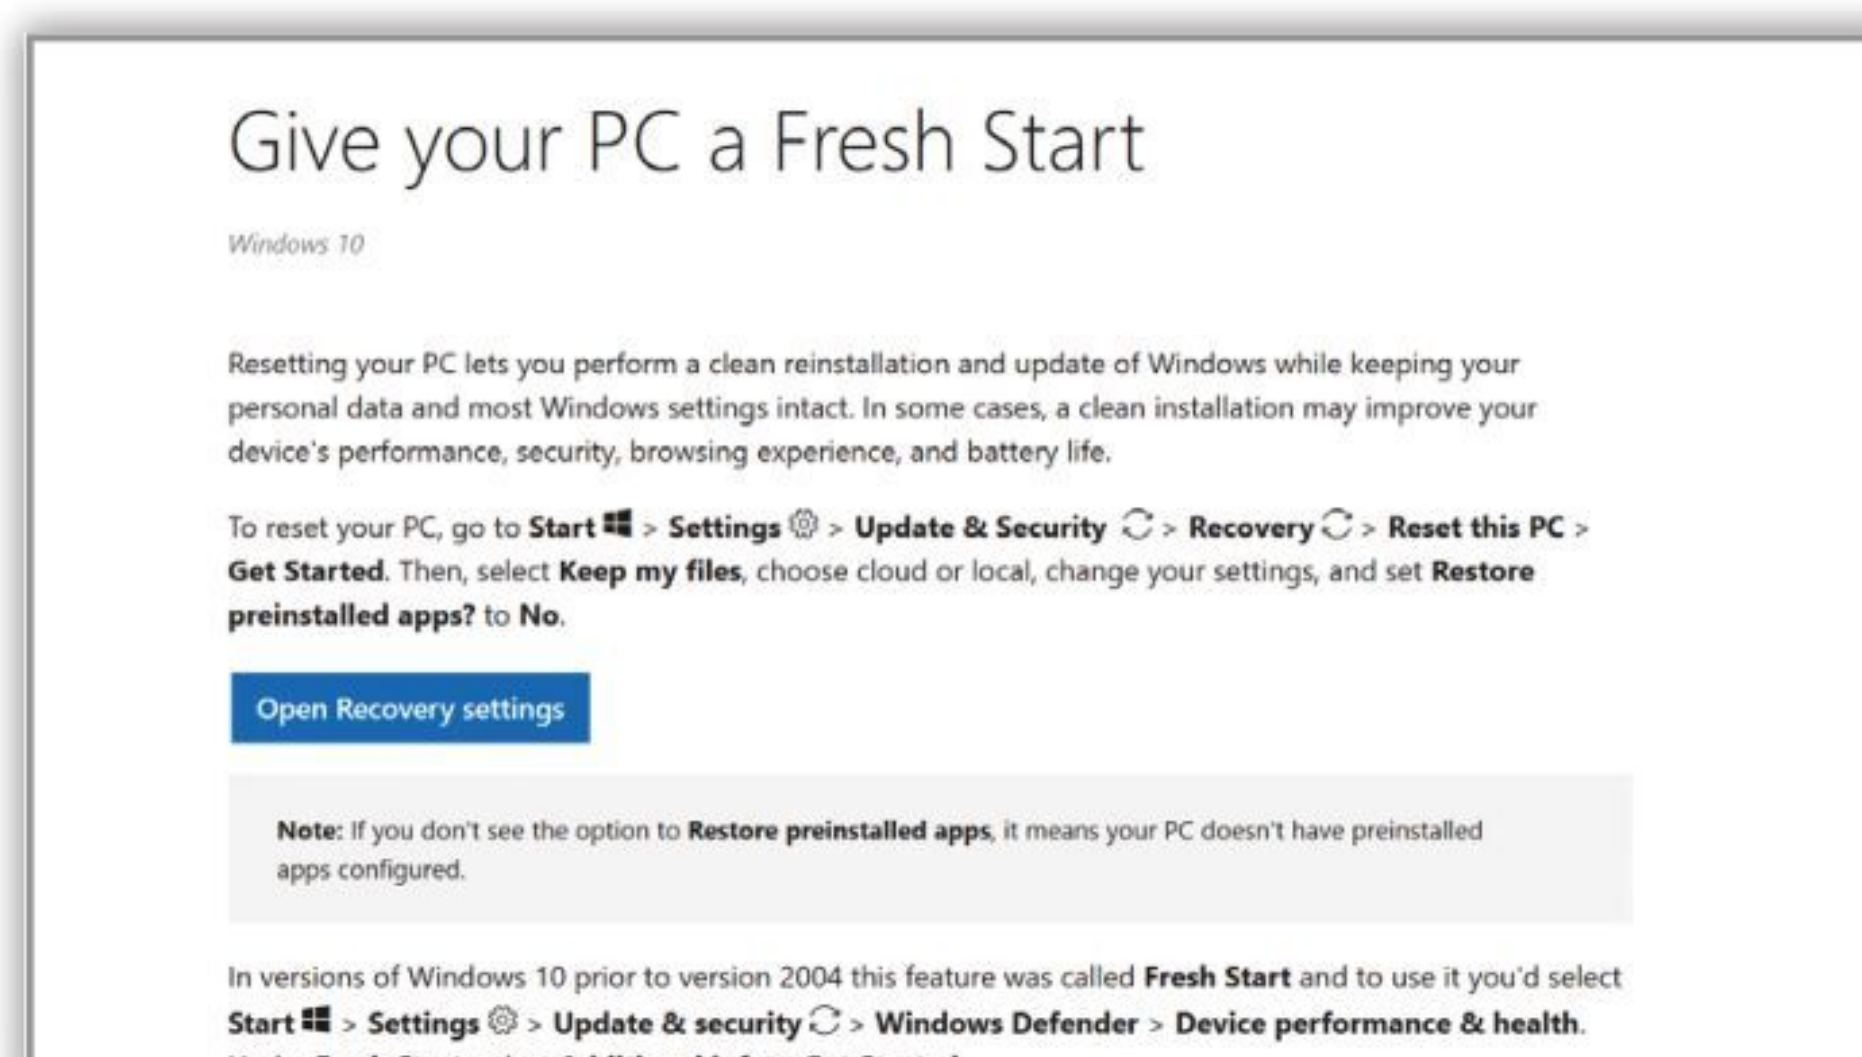 Give your PC a Fresh Start
Windows 10
Resetting your PC lets you perform a clean reinstallation and update of Windows while keeping your
personal data and most Windows settings intact. In some cases, a clean installation may improve your
device's performance, security, browsing experience, and battery life.
To reset your PC, go to Start > Settings > Update & Security > Recovery > Reset this PC >
Get Started. Then, select Keep my files, choose cloud or local, change your settings, and set Restore
preinstalled apps? to No.
Open Recovery settings
Note: If you don't see the option to Restore preinstalled apps, it means your PC doesn't have preinstalled
apps configured.
In versions of Windows 10 prior to version 2004 this feature was called Fresh Start and to use it you'd select
Start > Settings > Update & security > Windows Defender > Device performance & health.